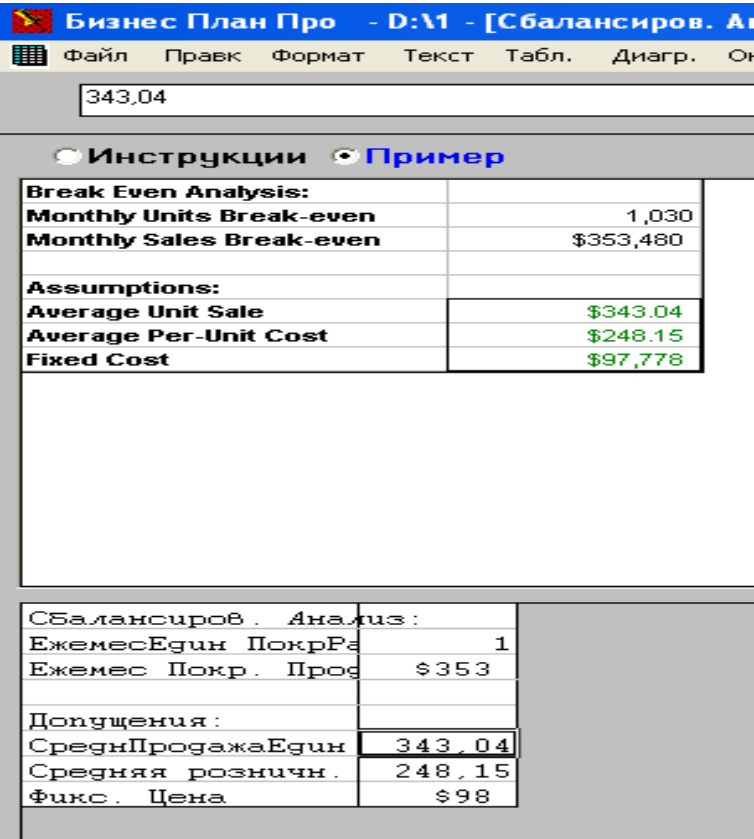 Бизнес План Про - D:\1 - [Сбалансиров. Ан
Файл Правк Формат Текст Табл. Диагр. Он
343,04
Инструкции Пример
Break Even Analysis:
Monthly Units Break-even 1,030
Monthly Sales Break-even $353,480
Assumptions:
Average Unit Sale $343.04
Average Per-Unit Cost $248.15
Fixed Cost $97,778
Сбалансиров. Анализ:
ЕжемесЕдин ПокрРа 1
Ежемес Покр. Прод $353
Допущения:
СреднПродажаЕдин 343,04
Средняя розничн. 248,15
Фикс. Цена $98